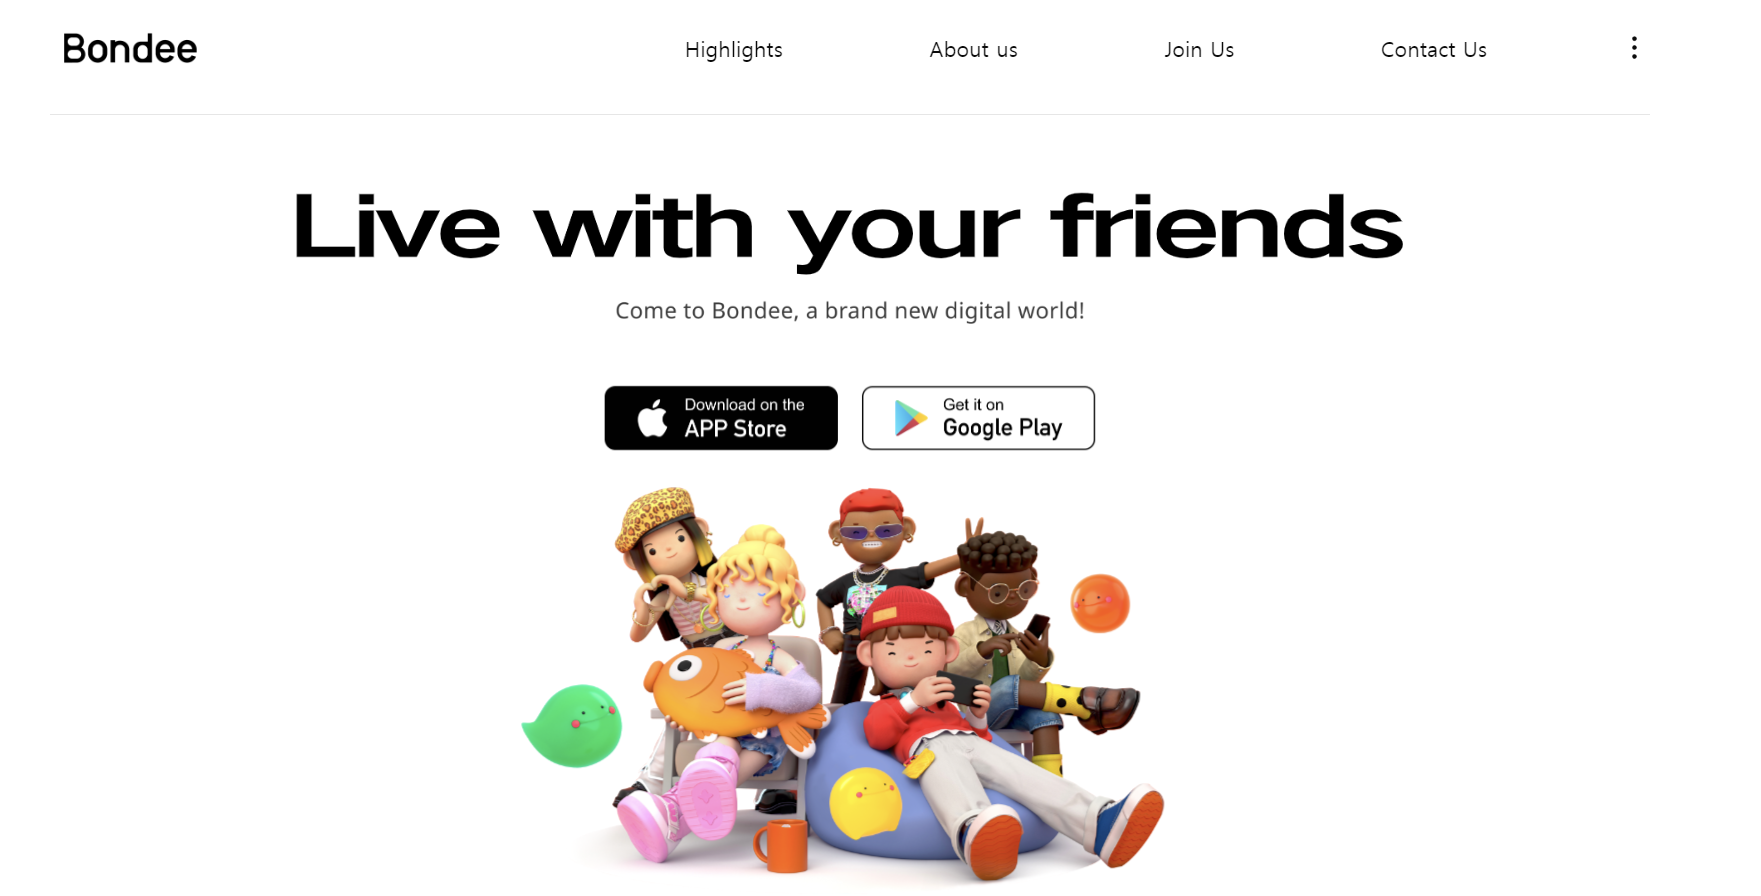 Bondee
Highlights
About us
Join Us
Contact Us
Live with your friends
Come to Bondee, a brand new digital world!
Download on the
APP Store
Get it on
Google Play